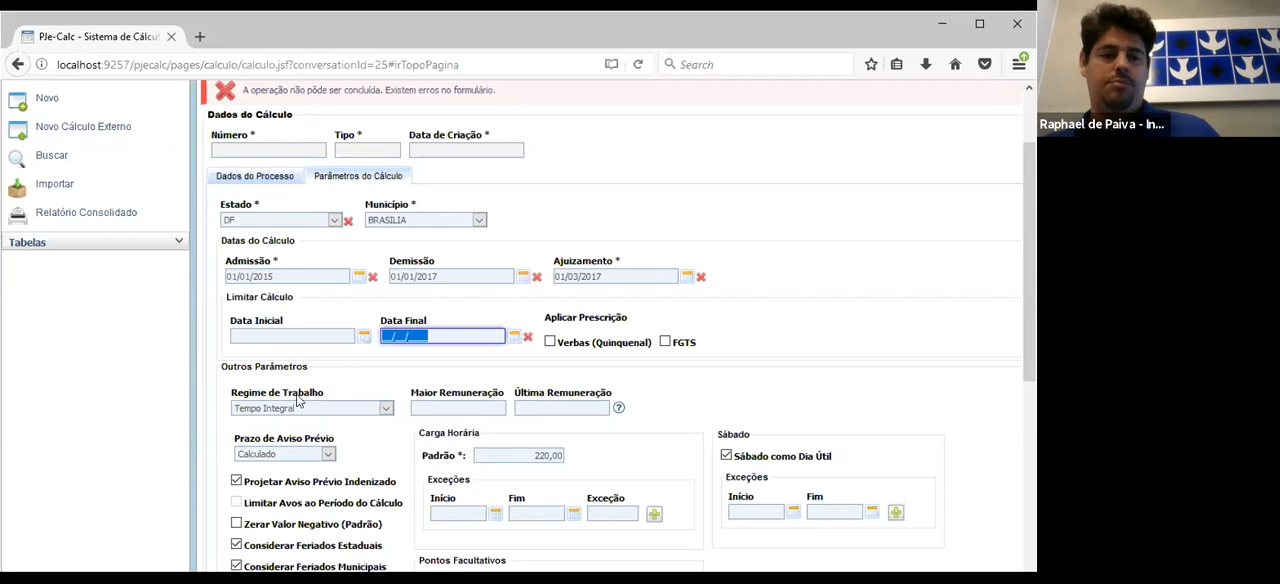 PJe-Calc - Sistema de Cálcul
localhost:9257/pjecalc/pages/calculo/calculo.jsf?conversationId=25#irTopoPagina
Search
Raphael de Paiva - In...
Novo
Novo Cálculo Externo
Buscar
Importar
Relatório Consolidado
Tabelas
A operação não pôde ser concluída. Existem erros no formulário.
Dados do Cálculo
Número * Tipo * Data de Criação *
Dados do Processo Parâmetros do Cálculo
Estado * Município *
DF BRASILIA
Datas do Cálculo
Admissão * Demissão Ajuizamento *
01/01/2015 01/01/2017 01/03/2017
Limitar Cálculo
Data Inicial Data Final Aplicar Prescrição
__/__/____ Verbas (Quinquenal) FGTS
Outros Parâmetros
Regime de Trabalho Maior Remuneração Última Remuneração
Tempo Integral
Prazo de Aviso Prévio
Calculado
Projetar Aviso Prévio Indenizado
Limitar Avos ao Período do Cálculo
Zerar Valor Negativo (Padrão)
Considerar Feriados Estaduais
Considerar Feriados Municipais
Carga Horária
Padrão *: 220,00
Exceções
Início Fim Exceção
Pontos Facultativos
Sábado
Sábado como Dia Útil
Exceções
Início Fim